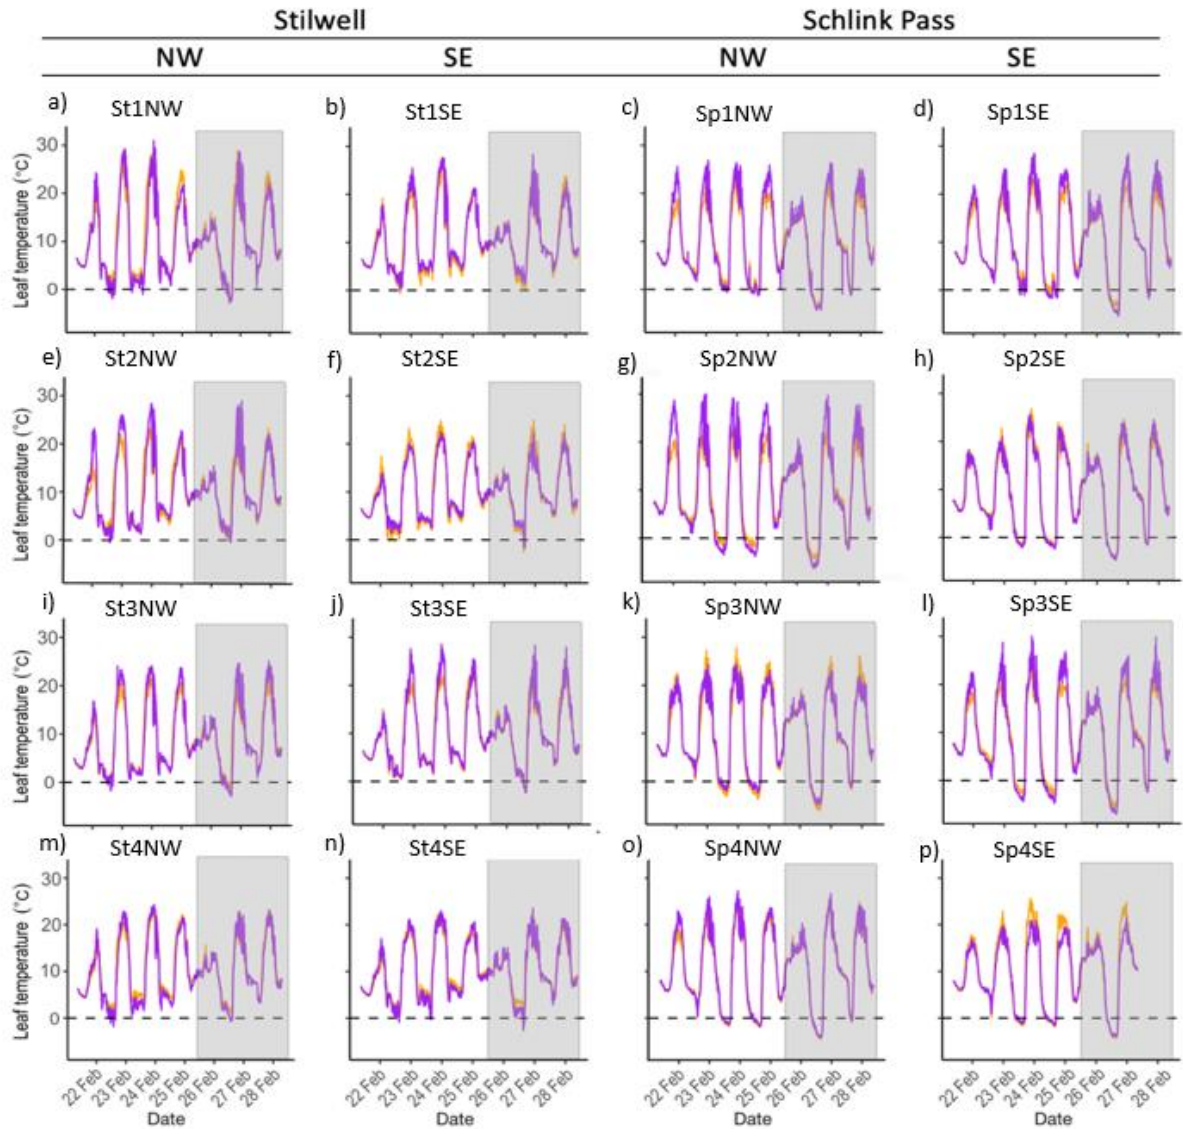 Stilwell Schlink Pass
NW SE NW SE
a) St1NW b) St1SE c) Sp1NW d) Sp1SE
Leaf temperature (°C)
30
20
10
0
e) St2NW f) St2SE g) Sp2NW h) Sp2SE
Leaf temperature (°C)
30
20
10
0
i) St3NW j) St3SE k) Sp3NW l) Sp3SE
Leaf temperature (°C)
30
20
10
0
m) St4NW n) St4SE o) Sp4NW p) Sp4SE
Leaf temperature (°C)
30
20
10
0
22 Feb 23 Feb 24 Feb 25 Feb 26 Feb 27 Feb 28 Feb 22 Feb 23 Feb 24 Feb 25 Feb 26 Feb 27 Feb 28 Feb 22 Feb 23 Feb 24 Feb 25 Feb 26 Feb 27 Feb 28 Feb 22 Feb 23 Feb 24 Feb 25 Feb 26 Feb 27 Feb 28 Feb
Date Date Date Date